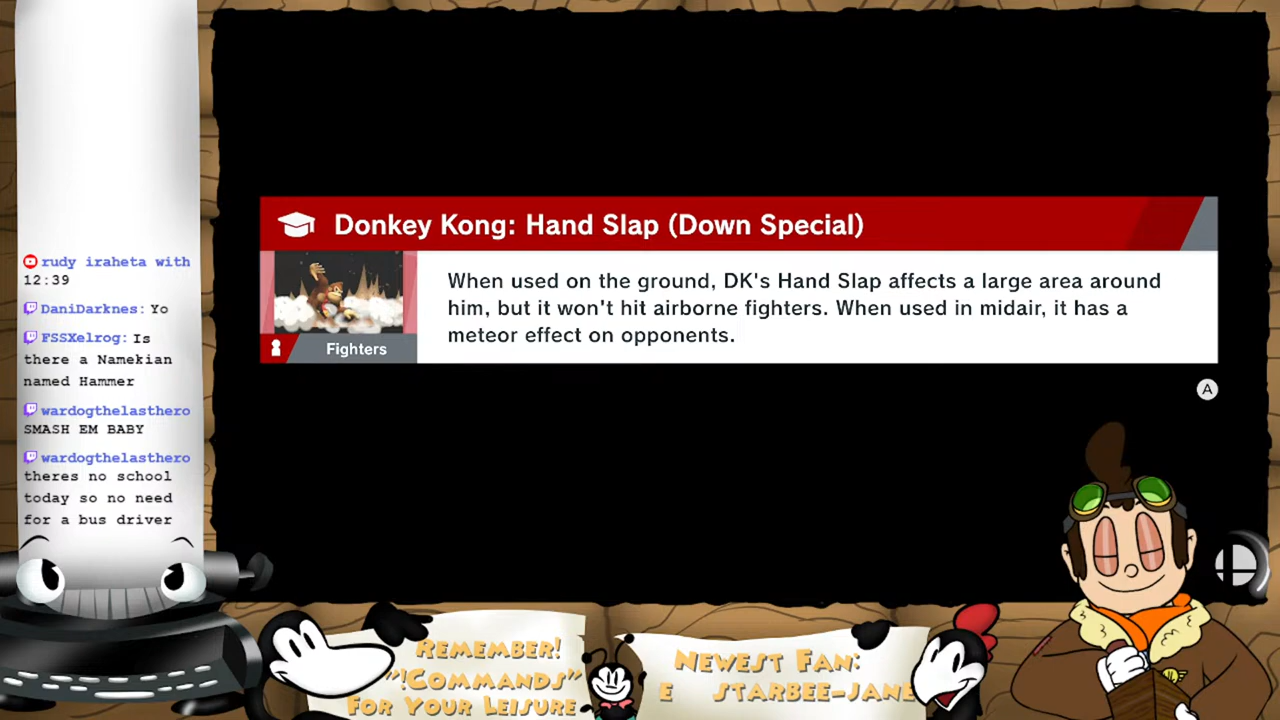 rudy iraheta with
12:39
DaniDarknes: Yo
FSSXelrog: Is
there a Namekian
named Hammer
wardogthelasthero
SMASH EM BABY
wardogthelasthero
theres no school
today so no need
for a bus driver
Donkey Kong: Hand Slap (Down Special)
When used on the ground, DK's Hand Slap affects a large area around
him, but it won't hit airborne fighters. When used in midair, it has a
meteor effect on opponents.
Fighters
A
Remember!
"!Commands"
For Your Leisure
Newest Fan:
E STARBEE-JANE